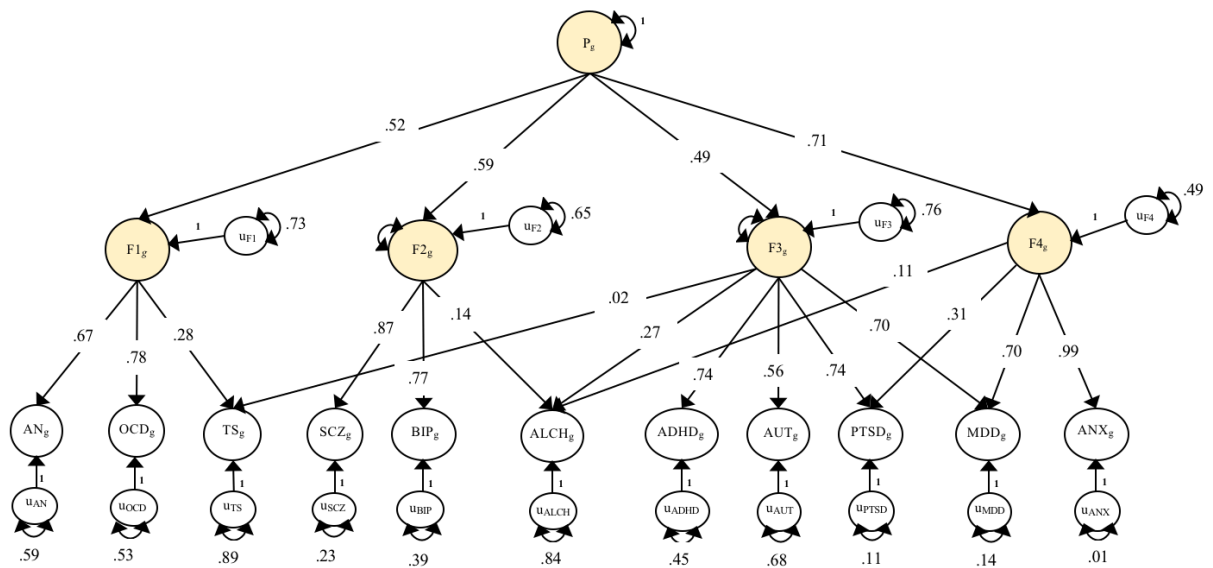 1
Pg
.52
.59
.49
.71
F1g
1
uF1
.73
F2g
1
uF2
.65
F3g
1
uF3
.76
F4g
1
uF4
.49
.67
.78
.28
.87
.77
.14
.02
.27
.74
.56
.74
.70
.11
.31
.70
.99
ANg
OCDg
TSg
SCZg
BIPg
ALCHg
ADHDg
AUTg
PTSDg
MDDg
ANXg
1
1
1
1
1
1
1
1
1
1
1
uAN
uOCD
uTS
uSCZ
uBIP
uALCH
uADHD
uAUT
uPTSD
uMDD
uANX
.59
.53
.89
.23
.39
.84
.45
.68
.11
.14
.01